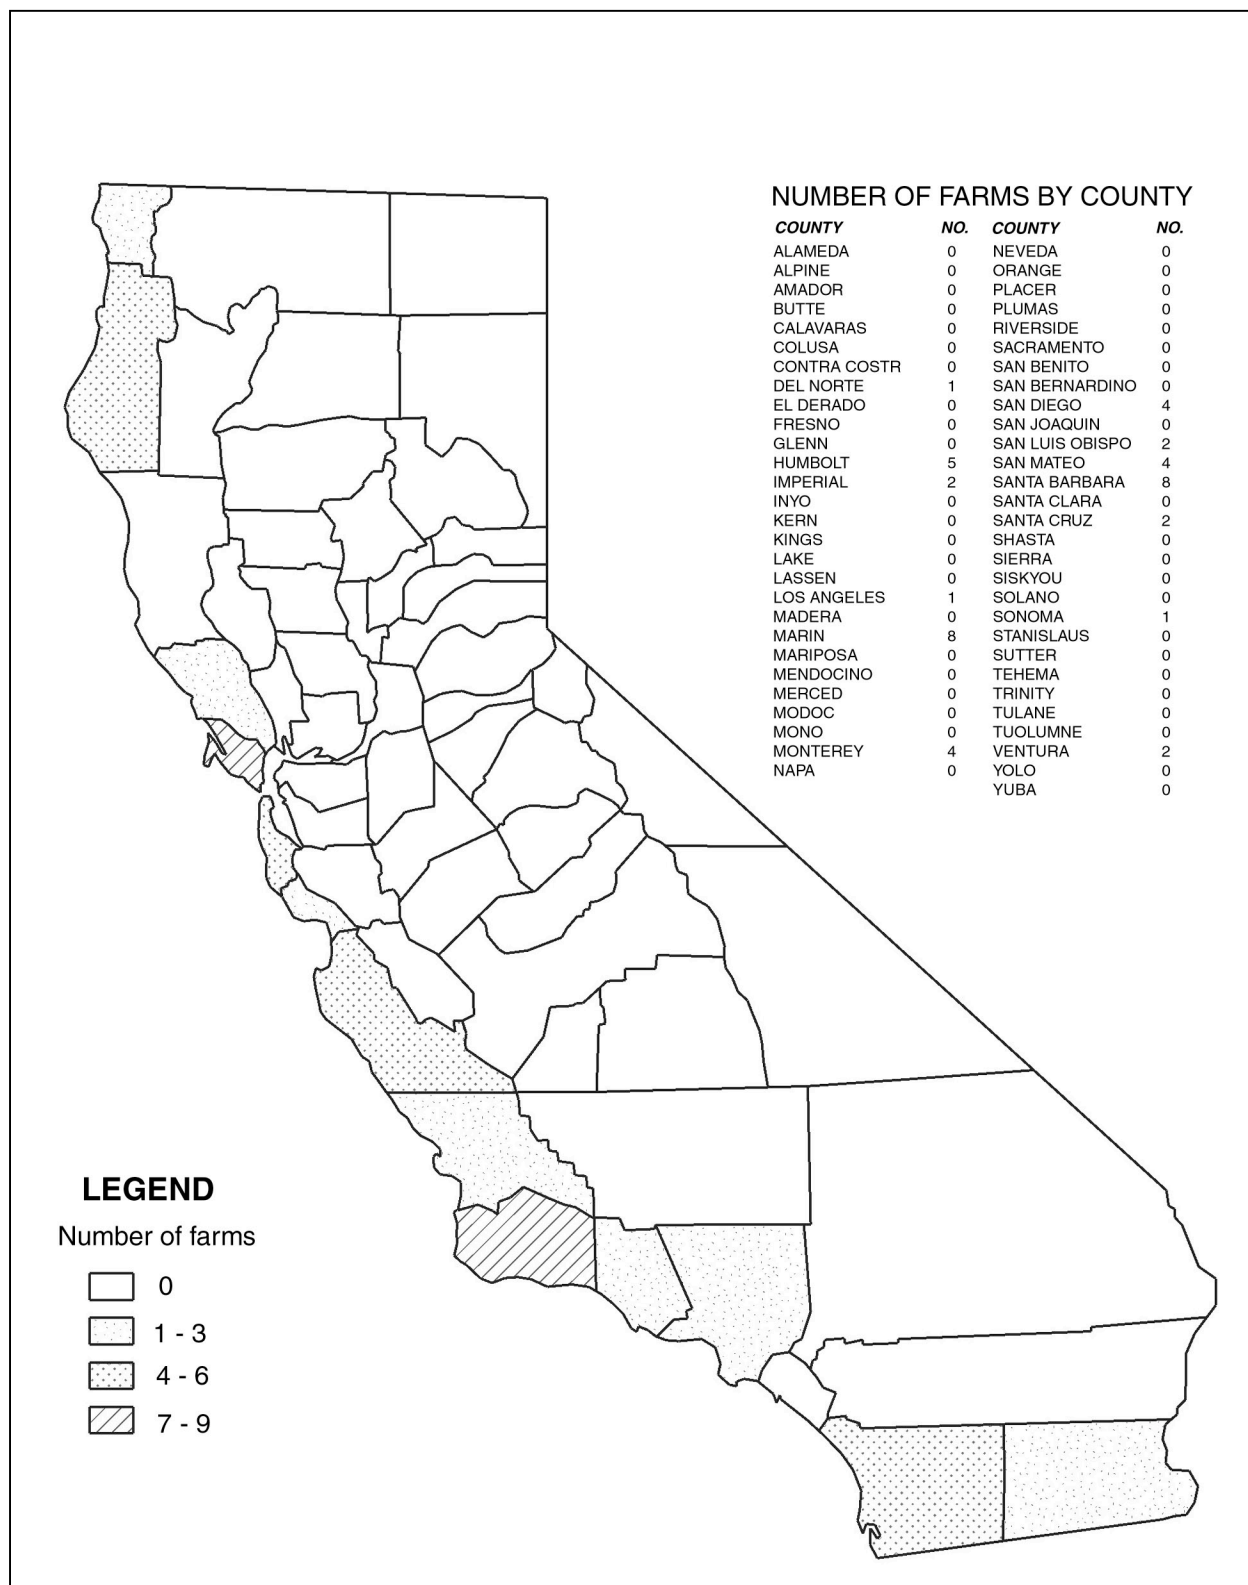 NUMBER OF FARMS BY COUNTY
COUNTY NO. COUNTY NO.
ALAMEDA 0 NEVEDA 0
ALPINE 0 ORANGE 0
AMADOR 0 PLACER 0
BUTTE 0 PLUMAS 0
CALAVARAS 0 RIVERSIDE 0
COLUSA 0 SACRAMENTO 0
CONTRA COSTR 0 SAN BENITO 0
DEL NORTE 1 SAN BERNARDINO 0
EL DERADO 0 SAN DIEGO 4
FRESNO 0 SAN JOAQUIN 0
GLENN 0 SAN LUIS OBISPO 2
HUMBOLT 5 SAN MATEO 4
IMPERIAL 2 SANTA BARBARA 8
INYO 0 SANTA CLARA 0
KERN 0 SANTA CRUZ 2
KINGS 0 SHASTA 0
LAKE 0 SIERRA 0
LASSEN 0 SISKYOU 0
LOS ANGELES 1 SOLANO 0
MADERA 0 SONOMA 1
MARIN 8 STANISLAUS 0
MARIPOSA 0 SUTTER 0
MENDOCINO 0 TEHEMA 0
MERCED 0 TRINITY 0
MODOC 0 TULANE 0
MONO 0 TUOLUMNE 0
MONTEREY 4 VENTURA 2
NAPA 0 YOLO 0
YUBA 0
LEGEND
Number of farms
0
1 - 3
4 - 6
7 - 9